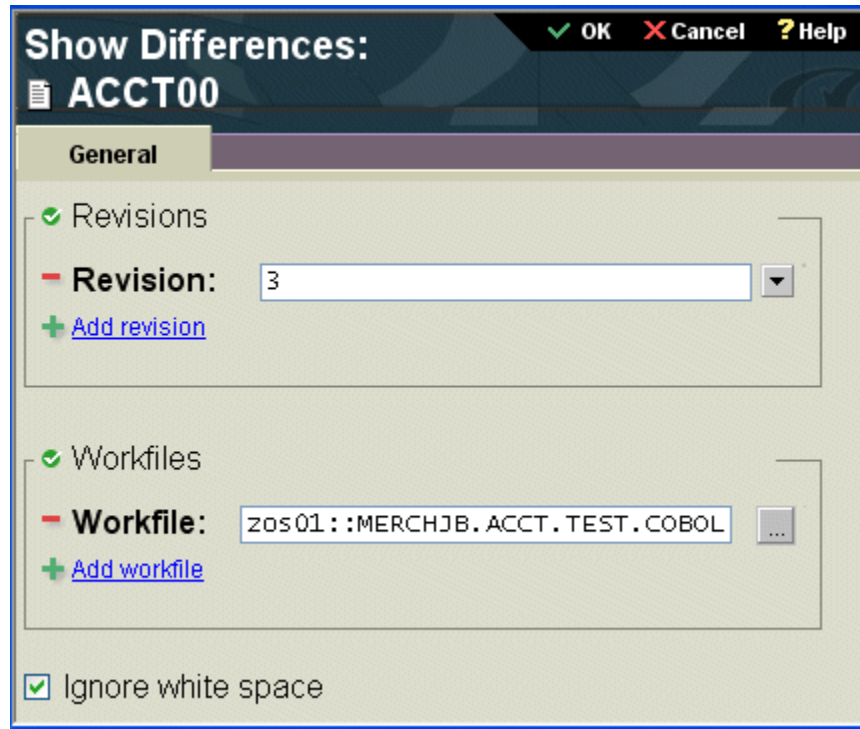 Show Differences:
ACCT00
OK Cancel ? Help
General
Revisions
Revision: 3
Add revision
Workfiles
Workfile: zos01::MERCHJB.ACCT.TEST.COBOL
...
Add workfile
Ignore white space